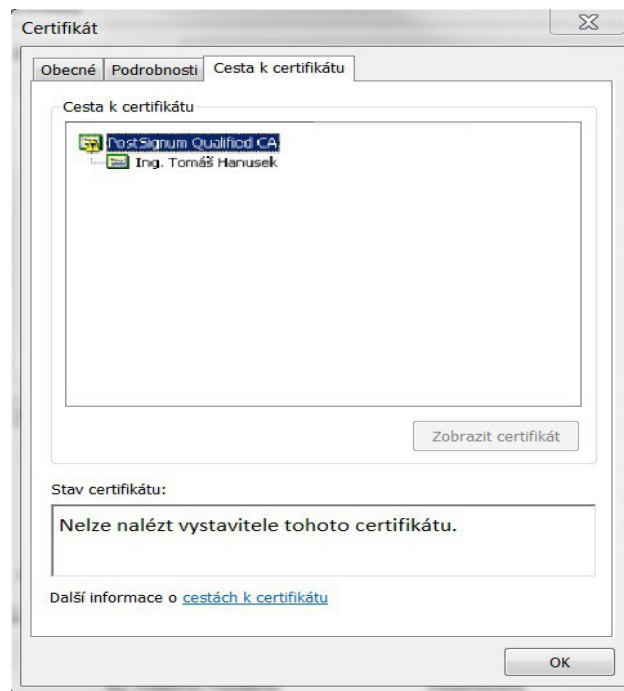 Certifikát
Obecné Podrobnosti Cesta k certifikátu
Cesta k certifikátu
PostSignum Qualified CA
Ing. Tomáš Hanusek
Zobrazit certifikát
Stav certifikátu:
Nelze nalézt vystavitele tohoto certifikátu.
Další informace o cestách k certifikátu
OK